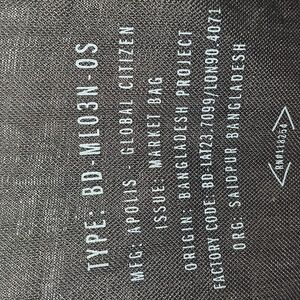 TYPE: BD-ML03N-OS
MFG: APOLIS GLOBAL CITIZEN
ISSUE: MARKET BAG
ORIGIN: BANGLADESH PROJECT
FACTORY CODE: BD-LAT23.7099/LON90.4071
ORG: SAIDPUR BANGLADESH